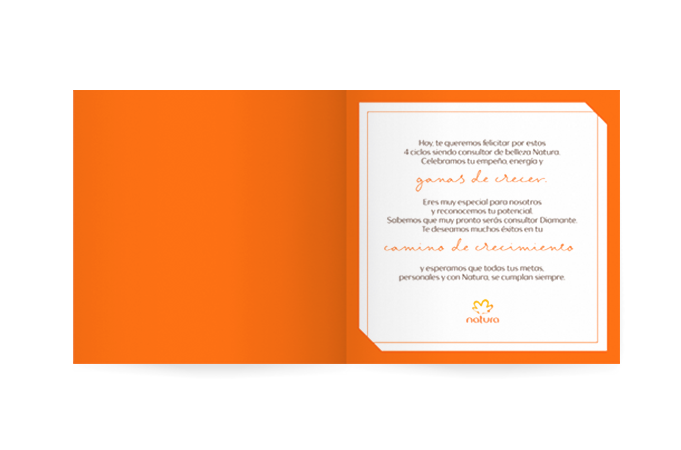 Hoy, te queremos felicitar por estos
4 ciclos siendo consultor de belleza Natura.
Celebramos tu empeño, energía y
ganas de crecer.
Eres muy especial para nosotros
y reconocemos tu potencial.
Sabemos que muy pronto serás consultor Diamante.
Te deseamos muchos éxitos en tu
camino de crecimiento
y esperamos que todas tus metas,
personales y con Natura, se cumplan siempre.
natura